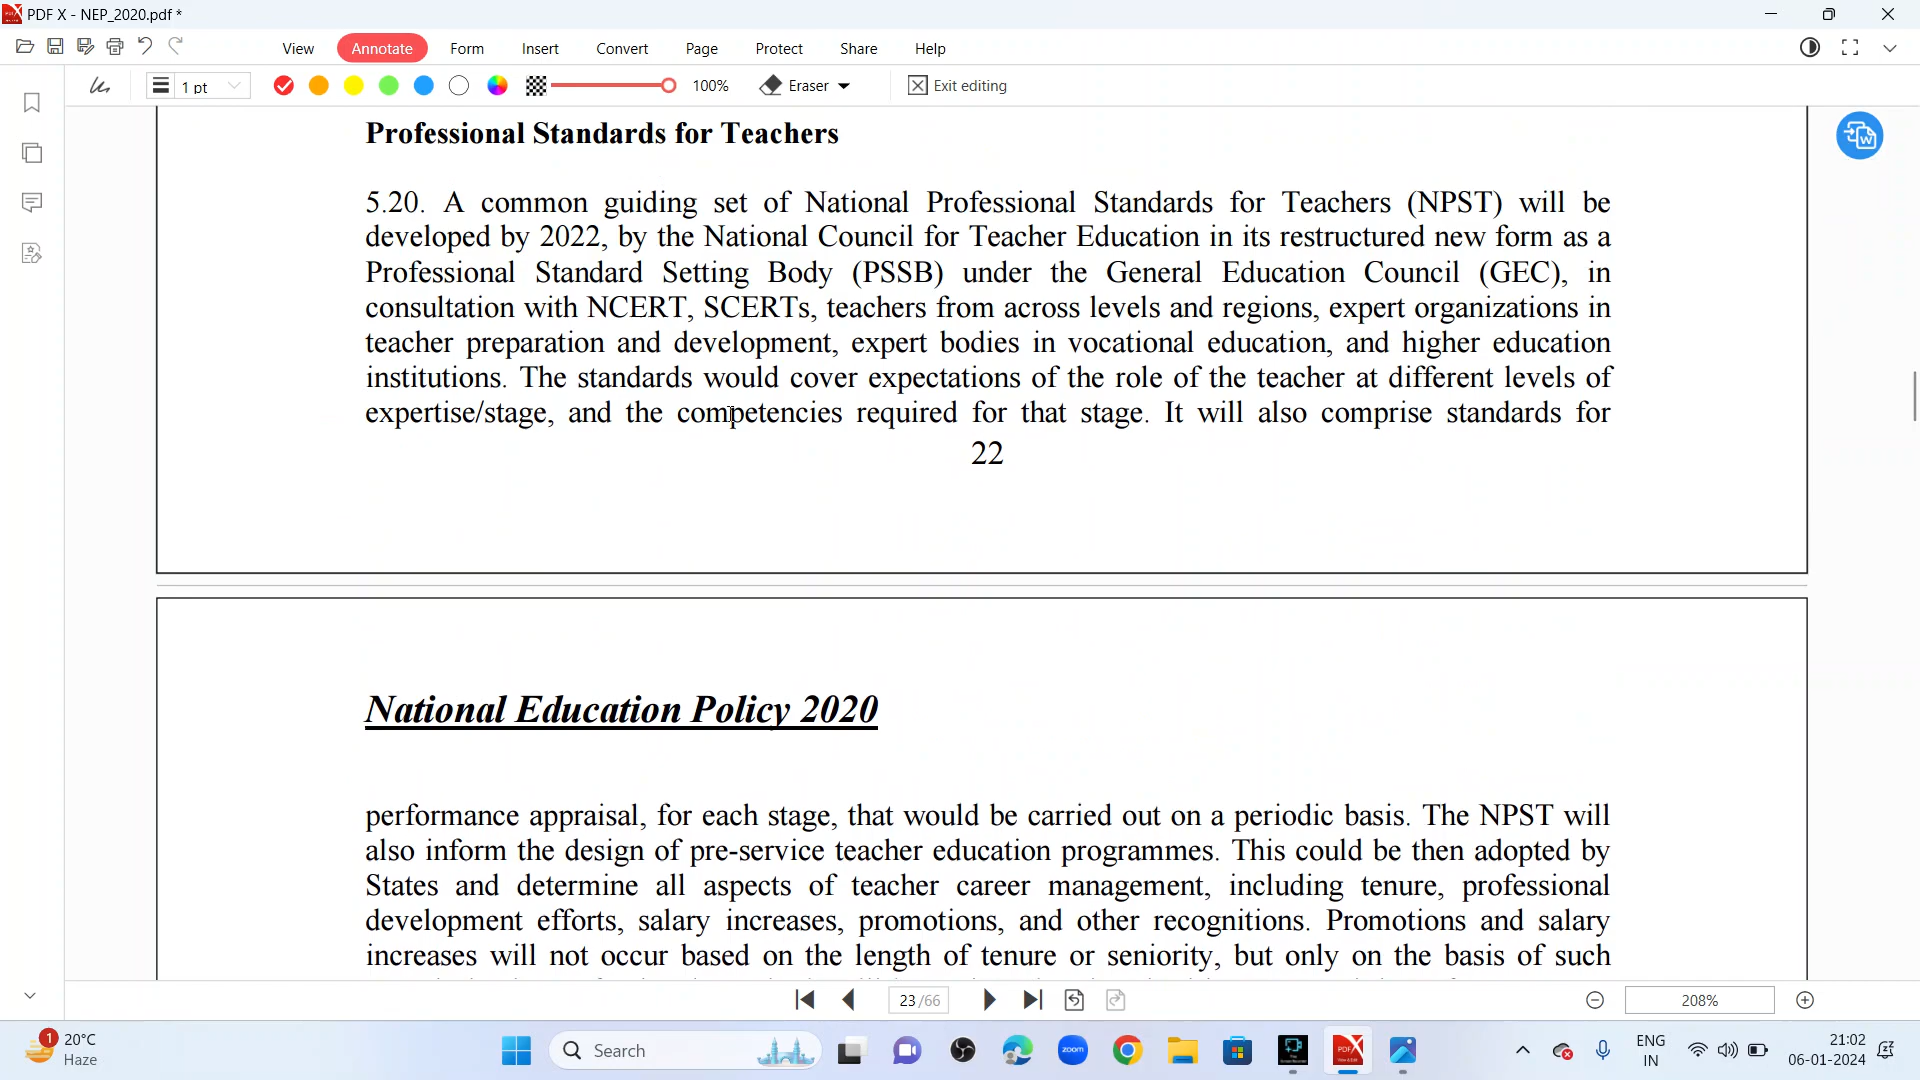 PDF X - NEP_2020.pdf *
View Annotate Form Insert Convert Page Protect Share Help
1 pt 100% Eraser Exit editing
Professional Standards for Teachers
5.20. A common guiding set of National Professional Standards for Teachers (NPST) will be
developed by 2022, by the National Council for Teacher Education in its restructured new form as a
Professional Standard Setting Body (PSSB) under the General Education Council (GEC), in
consultation with NCERT, SCERTs, teachers from across levels and regions, expert organizations in
teacher preparation and development, expert bodies in vocational education, and higher education
institutions. The standards would cover expectations of the role of the teacher at different levels of
expertise/stage, and the competencies required for that stage. It will also comprise standards for
22
National Education Policy 2020
performance appraisal, for each stage, that would be carried out on a periodic basis. The NPST will
also inform the design of pre-service teacher education programmes. This could be then adopted by
States and determine all aspects of teacher career management, including tenure, professional
development efforts, salary increases, promotions, and other recognitions. Promotions and salary
increases will not occur based on the length of tenure or seniority, but only on the basis of such
23 /66
208%
1
20°C
Haze
Search
zoom
PDFX
ENG
IN
21:02
06-01-2024